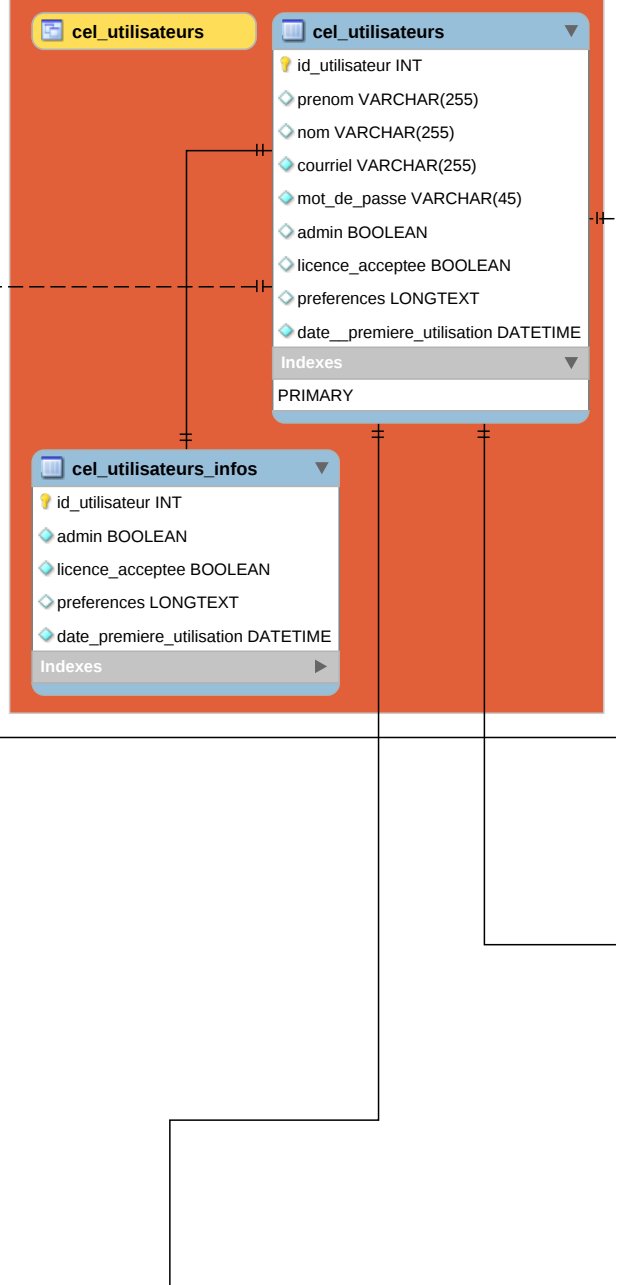 cel_utilisateurs
cel_utilisateurs
id_utilisateur INT
prenom VARCHAR(255)
nom VARCHAR(255)
courriel VARCHAR(255)
mot_de_passe VARCHAR(45)
admin BOOLEAN
licence_acceptee BOOLEAN
preferences LONGTEXT
date__premiere_utilisation DATETIME
Indexes
PRIMARY
cel_utilisateurs_infos
id_utilisateur INT
admin BOOLEAN
licence_acceptee BOOLEAN
preferences LONGTEXT
date_premiere_utilisation DATETIME
Indexes